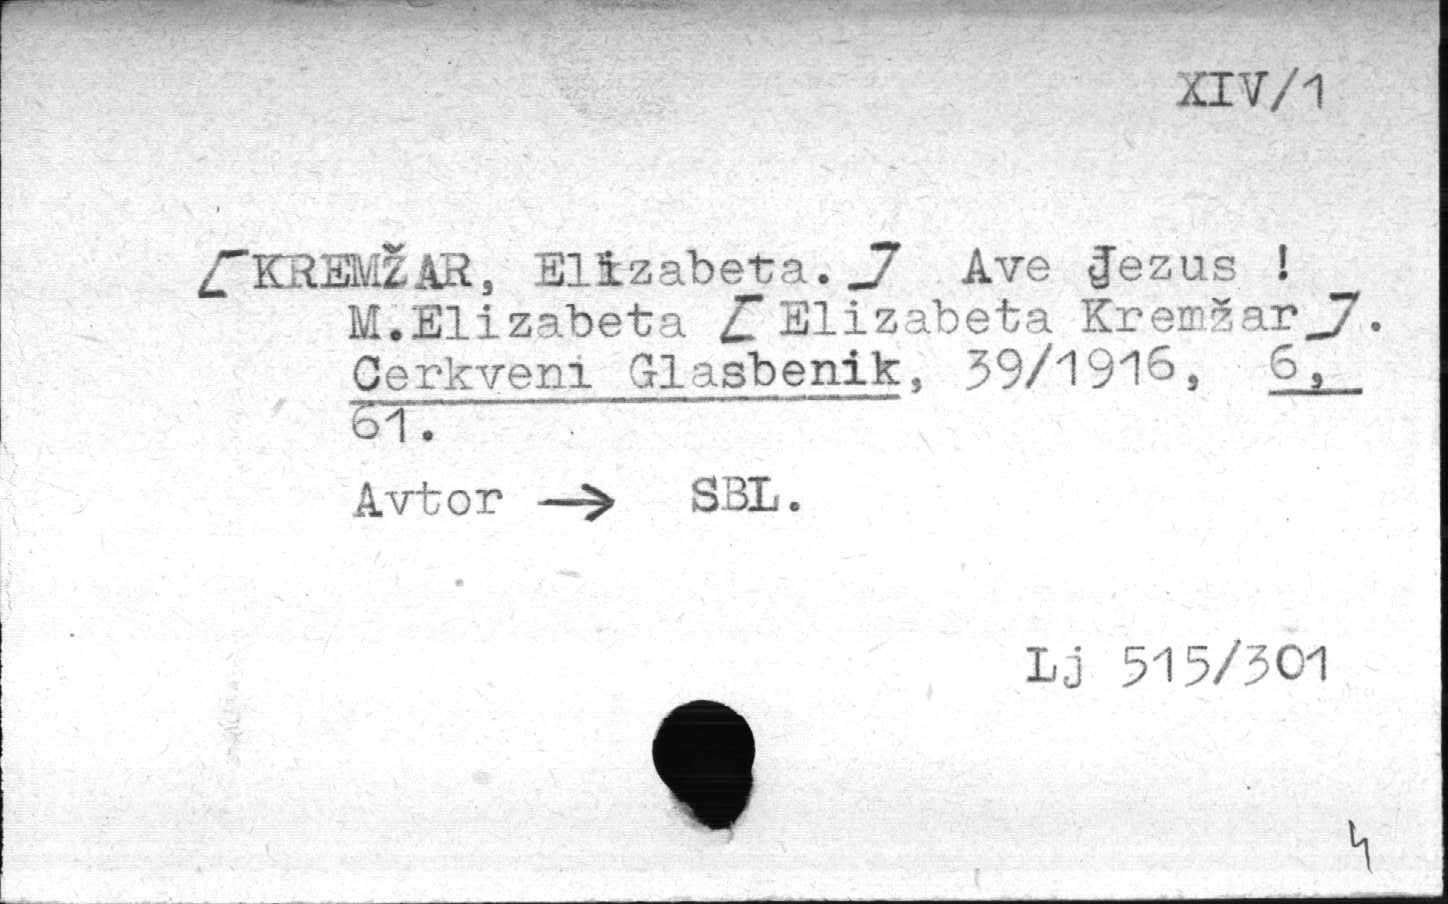 XIV/1
[KREMŽAR, Elizabeta.] Ave Jezus !
M.Elizabeta [Elizabeta Kremžar].
Cerkveni Glasbenik, 39/1916, 6,
61.
Avtor → SBL.
Lj 515/301